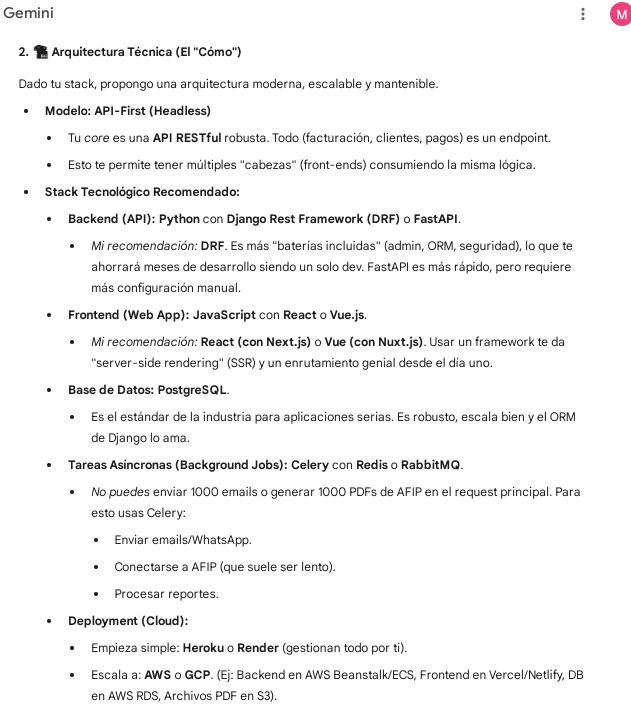 Gemini
M
2. Arquitectura Técnica (El "Cómo")
Dado tu stack, propongo una arquitectura moderna, escalable y mantenible.
• Modelo: API-First (Headless)
• Tu core es una API RESTful robusta. Todo (facturación, clientes, pagos) es un endpoint.
• Esto te permite tener múltiples "cabezas" (front-ends) consumiendo la misma lógica.
• Stack Tecnológico Recomendado:
• Backend (API): Python con Django Rest Framework (DRF) o FastAPI.
• Mi recomendación: DRF. Es más "baterías incluidas" (admin, ORM, seguridad), lo que te
ahorrará meses de desarrollo siendo un solo dev. FastAPI es más rápido, pero requiere
más configuración manual.
• Frontend (Web App): JavaScript con React o Vue.js.
• Mi recomendación: React (con Next.js) o Vue (con Nuxt.js). Usar un framework te da
"server-side rendering" (SSR) y un enrutamiento genial desde el día uno.
• Base de Datos: PostgreSQL.
• Es el estándar de la industria para aplicaciones serias. Es robusto, escala bien y el ORM
de Django lo ama.
• Tareas Asíncronas (Background Jobs): Celery con Redis o RabbitMQ.
• No puedes enviar 1000 emails o generar 1000 PDFs de AFIP en el request principal. Para
esto usas Celery:
• Enviar emails/WhatsApp.
• Conectarse a AFIP (que suele ser lento).
• Procesar reportes.
• Deployment (Cloud):
• Empieza simple: Heroku o Render (gestionan todo por ti).
• Escala a: AWS o GCP. (Ej: Backend en AWS Beanstalk/ECS, Frontend en Vercel/Netlify, DB
en AWS RDS, Archivos PDF en S3).